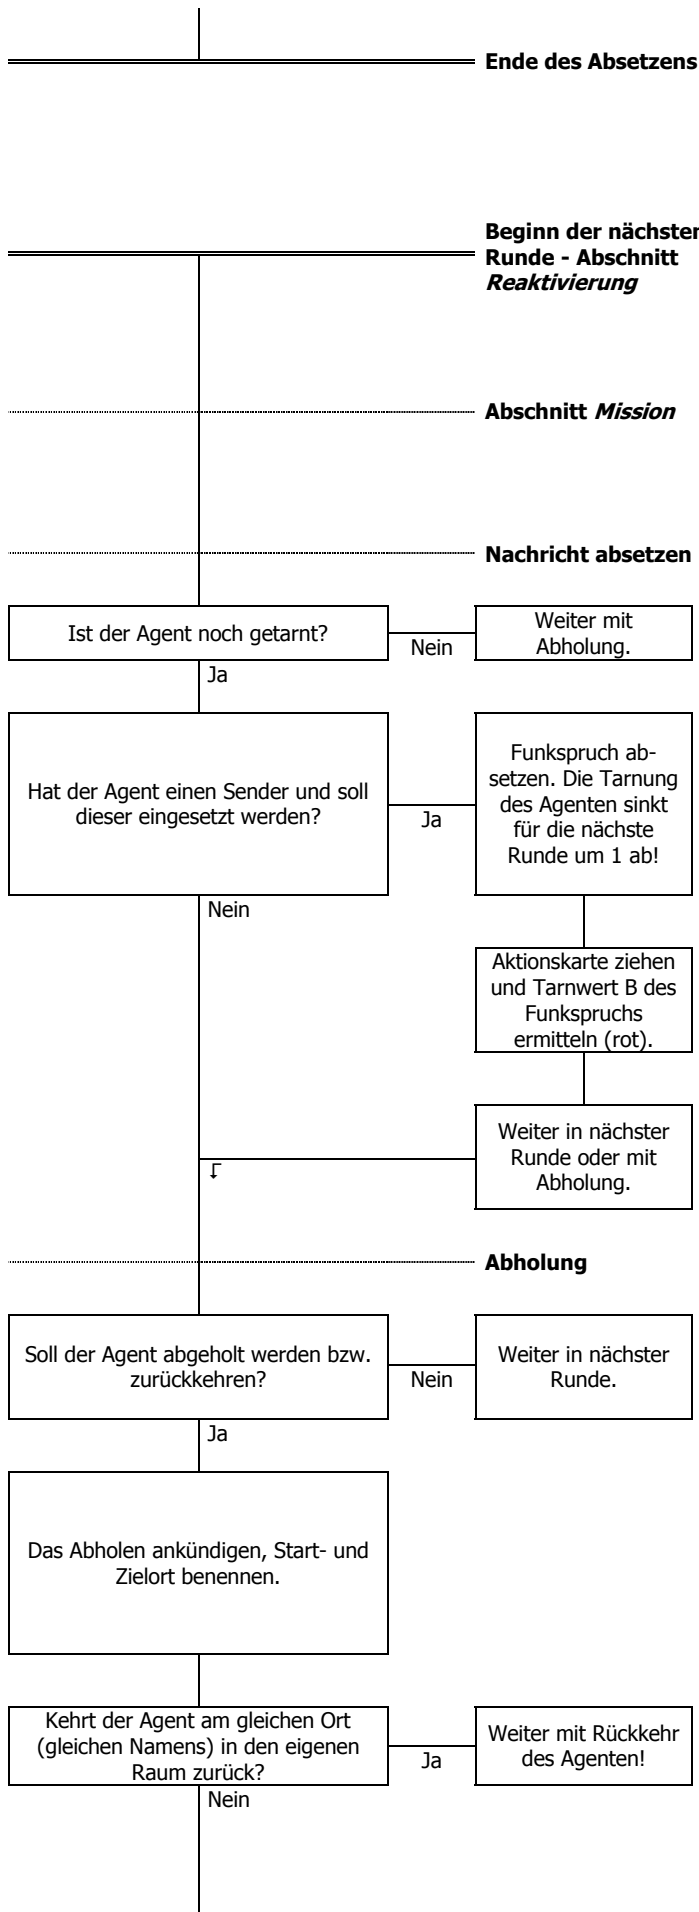 Ende des Absetzens
Beginn der nächsten
Runde - Abschnitt
Reaktivierung
Abschnitt Mission
Nachricht absetzen
Ist der Agent noch getarnt?
Nein
Weiter mit
Abholung.
Ja
Hat der Agent einen Sender und soll
dieser eingesetzt werden?
Ja
Funkspruch ab-
setzen. Die Tarnung
des Agenten sinkt
für die nächste
Runde um 1 ab!
Nein
Aktionskarte ziehen
und Tarnwert B des
Funkspruchs
ermitteln (rot).
Weiter in nächster
Runde oder mit
Abholung.
Abholung
Soll der Agent abgeholt werden bzw.
zurückkehren?
Nein
Weiter in nächster
Runde.
Ja
Das Abholen ankündigen, Start- und
Zielort benennen.
Kehrt der Agent am gleichen Ort
(gleichen Namens) in den eigenen
Raum zurück?
Ja
Weiter mit Rückkehr
des Agenten!
Nein